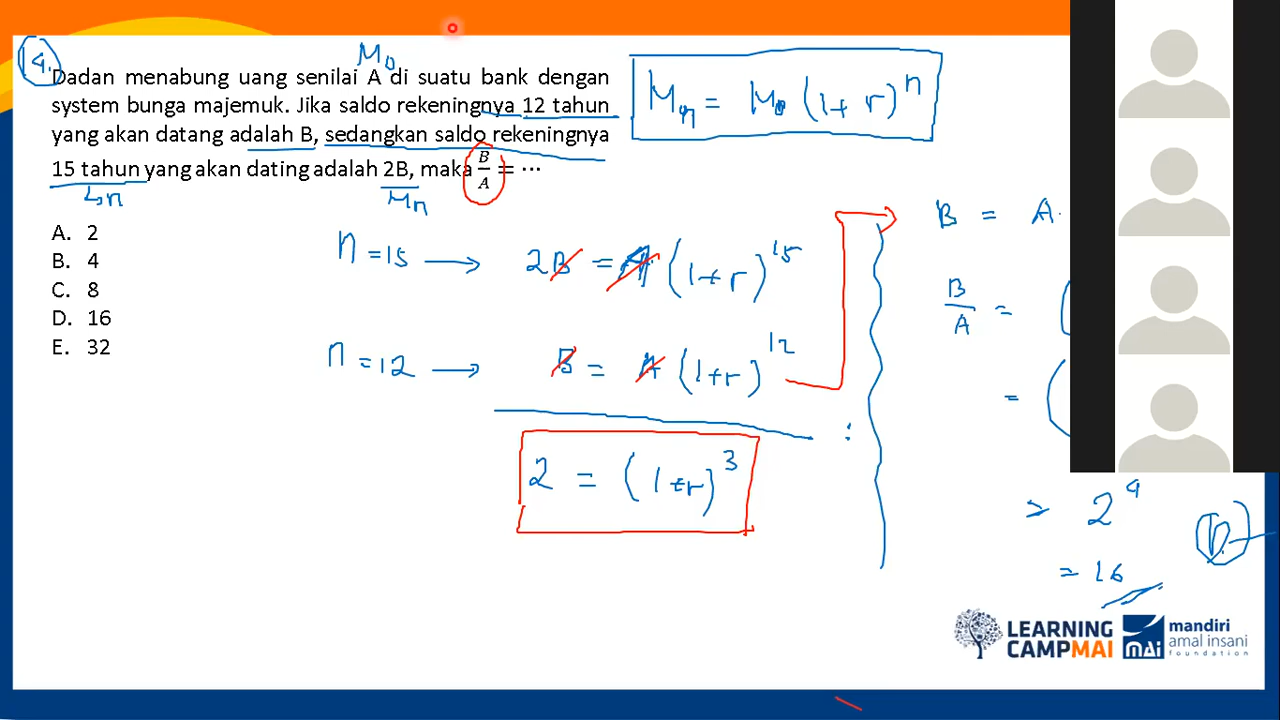 14.
M0
Dadan menabung uang senilai A di suatu bank dengan
system bunga majemuk. Jika saldo rekeningnya 12 tahun
yang akan datang adalah B, sedangkan saldo rekeningnya
15 tahun yang akan dating adalah 2B, maka B/A = ⋯
↳n
Mn
Mn = M0 (1+r)^n
A. 2
B. 4
C. 8
D. 16
E. 32
n = 15 → 2B = A (1+r)^15
n = 12 → B = A (1+r)^12
:
2 = (1+r)^3
B = A.
B/A = (
= (
= 2^4
= 16
D
LEARNING
CAMPMAI
MAi
mandiri
amal insani
foundation